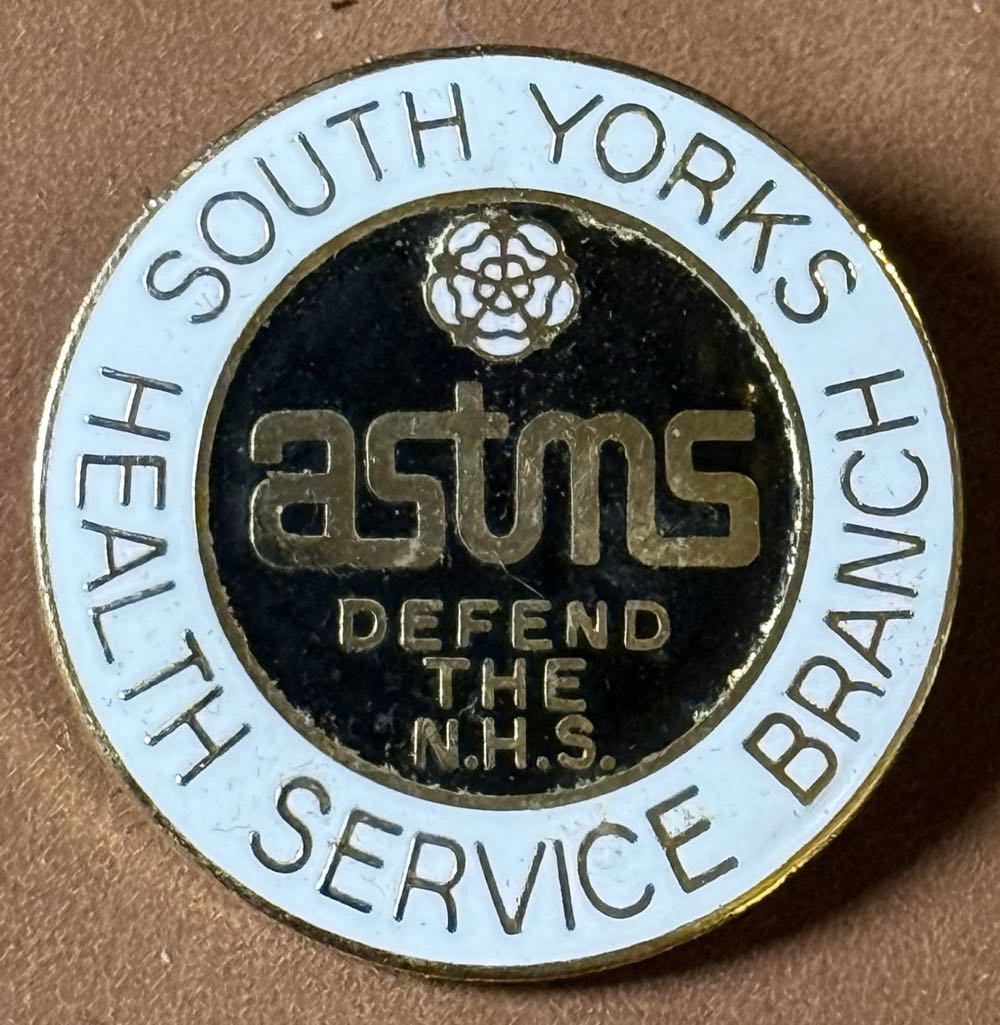 SOUTH YORKS
astms
DEFEND
THE
N.H.S.
HEALTH SERVICE BRANCH